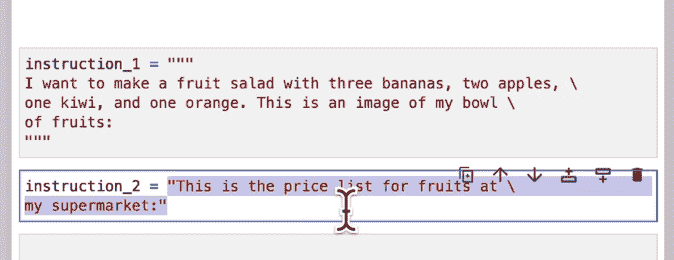 instruction_1 = """
I want to make a fruit salad with three bananas, two apples, \
one kiwi, and one orange. This is an image of my bowl \
of fruits:
"""
instruction_2 = "This is the price list for fruits at \
my supermarket:"